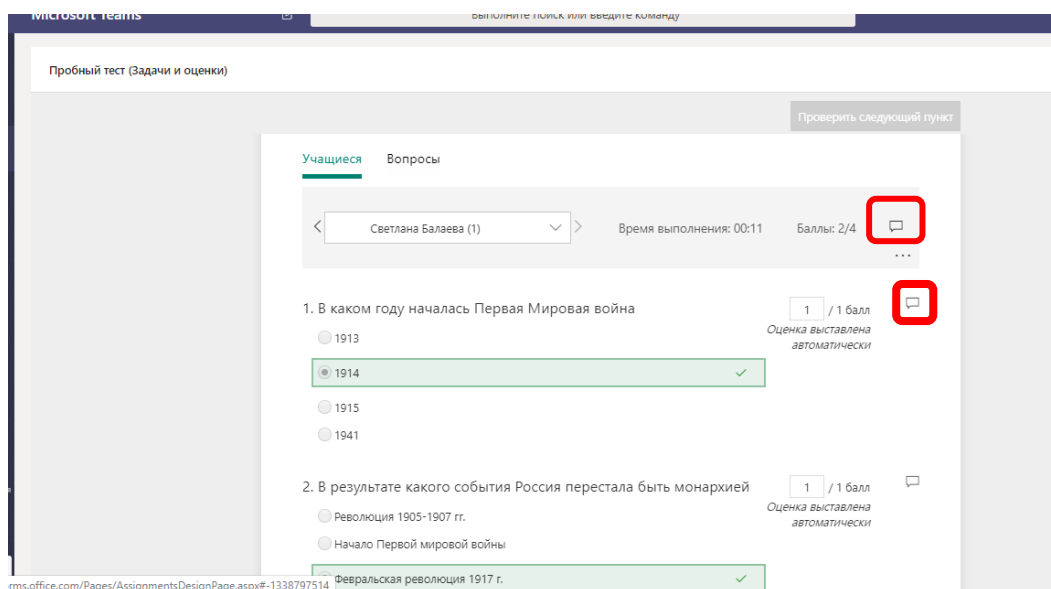 Microsoft Teams
Выполните поиск или введите команду
Пробный тест (Задачи и оценки)
Проверить следующий пункт
Учащиеся Вопросы
Светлана Балаева (1) Время выполнения: 00:11 Баллы: 2/4
1. В каком году началась Первая Мировая война 1 / 1 балл
Оценка выставлена
автоматически
1913
1914
1915
1941
2. В результате какого события Россия перестала быть монархией 1 / 1 балл
Оценка выставлена
автоматически
Революция 1905-1907 гг.
Начало Первой мировой войны
Февральская революция 1917 г.
rms.office.com/Pages/AssignmentsDesignPage.aspx#-1338797514